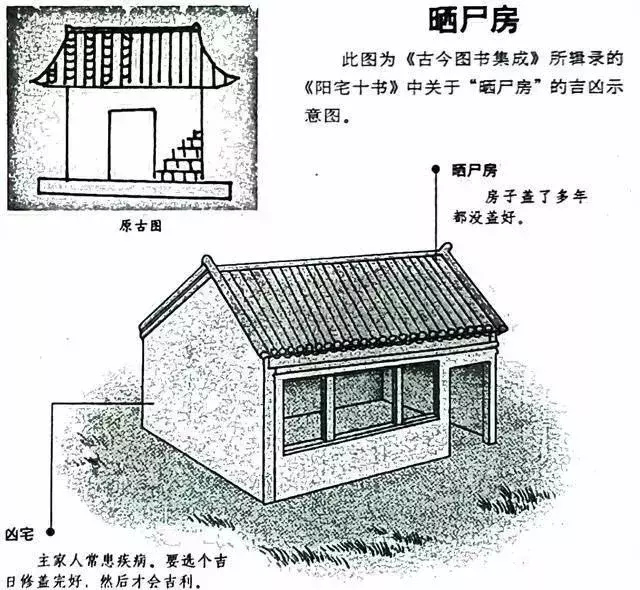 晒尸房
此图为《古今图书集成》所辑录的
《阳宅十书》中关于“晒尸房”的吉凶示
意图。
原古图
晒尸房
房子盖了多年
都没盖好。
凶宅
主家人常患疾病。要选个吉
日修盖完好，然后才会吉利。